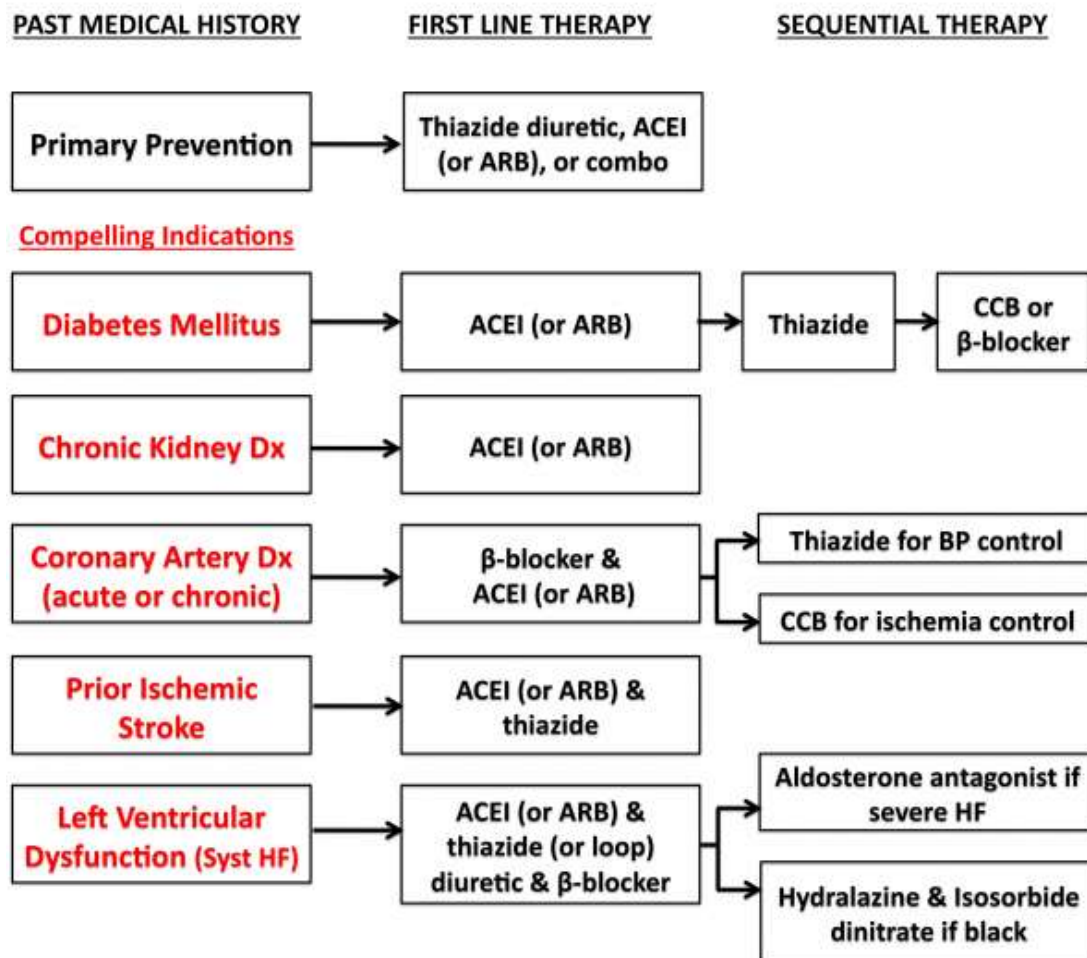 PAST MEDICAL HISTORY
FIRST LINE THERAPY
SEQUENTIAL THERAPY
Primary Prevention
Thiazide diuretic, ACEI
(or ARB), or combo
Compelling Indications
Diabetes Mellitus
ACEI (or ARB)
Thiazide
CCB or
β-blocker
Chronic Kidney Dx
ACEI (or ARB)
Coronary Artery Dx
(acute or chronic)
β-blocker &
ACEI (or ARB)
Thiazide for BP control
CCB for ischemia control
Prior Ischemic
Stroke
ACEI (or ARB) &
thiazide
Left Ventricular
Dysfunction (Syst HF)
ACEI (or ARB) &
thiazide (or loop)
diuretic & β-blocker
Aldosterone antagonist if
severe HF
Hydralazine & Isosorbide
dinitrate if black